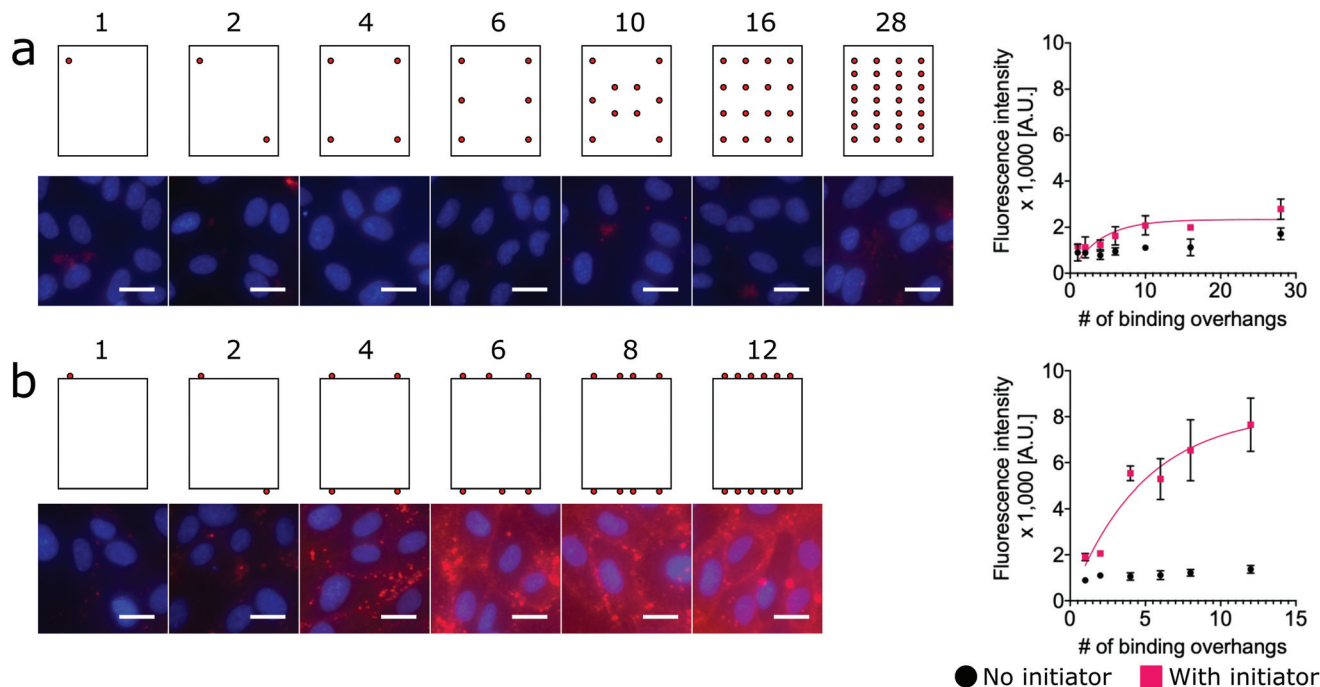 a
1 2 4 6 10 16 28
10
8
6
4
2
0
Fluorescence intensity
x 1,000 [A.U.]
0 10 20 30
# of binding overhangs
b
1 2 4 6 8 12
10
8
6
4
2
0
Fluorescence intensity
x 1,000 [A.U.]
0 5 10 15
# of binding overhangs
No initiator With initiator